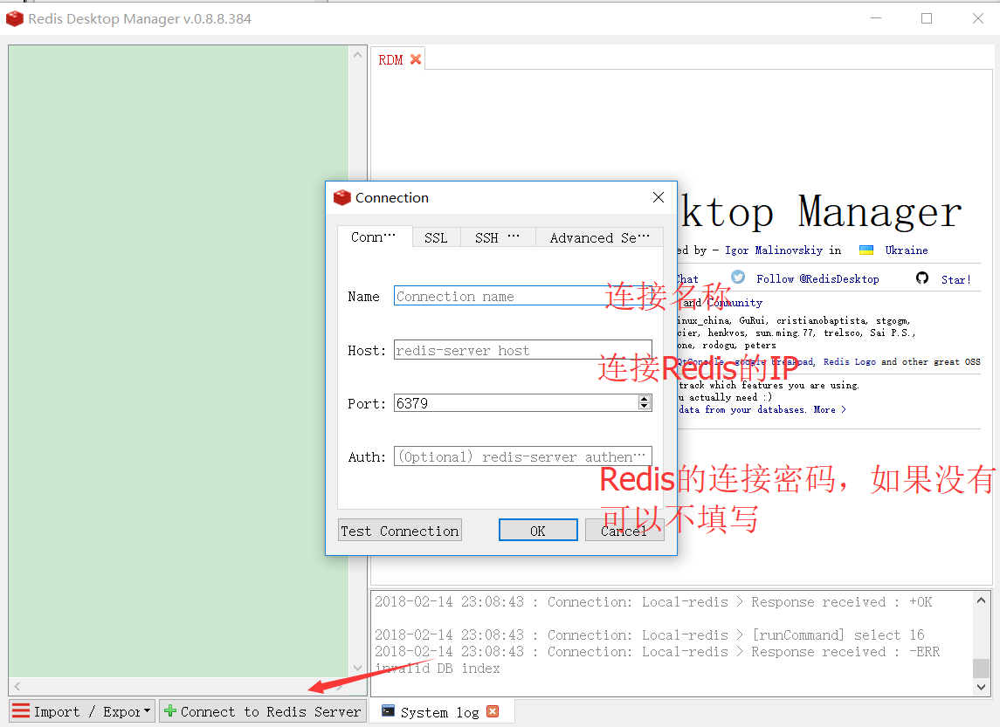 Redis Desktop Manager v.0.8.8.384
RDM
ktop Manager
ed by – Igor Malinovskiy in Ukraine
Chat Follow @RedisDesktop Star!
and Community
inux_china, GuRui, cristianobaptista, stgogm,
cier, henkvos, sun.ming.77, trelsco, Sai P.S.,
one, rodogu, peters
QtConsole, google breakpad, Redis Logo and other great OSS
track which features you are using.
u actually need :)
data from your databases. More >
Connection
Conn… SSL SSH … Advanced Se…
Name Connection name
连接名称
Host: redis-server host
连接Redis的IP
Port: 6379
Auth: (Optional) redis-server authen…
Redis的连接密码，如果没有
可以不填写
Test Connection OK Cancel
2018-02-14 23:08:43 : Connection: Local-redis > Response received : +OK
2018-02-14 23:08:43 : Connection: Local-redis > [runCommand] select 16
2018-02-14 23:08:43 : Connection: Local-redis > Response received : -ERR
invalid DB index
Import / Expor Connect to Redis Server System log